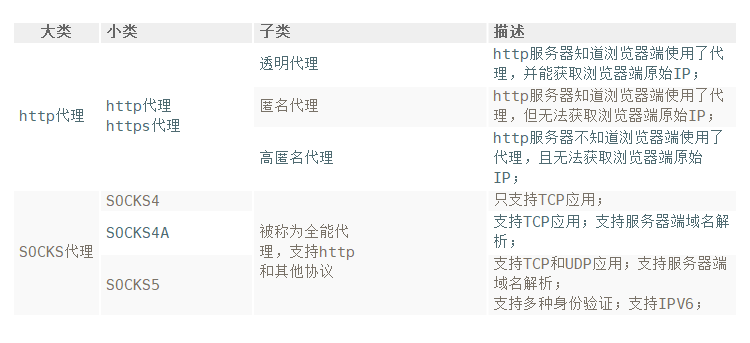 大类 小类 子类 描述
透明代理
http服务器知道浏览器端使用了代
理，并能获取浏览器端原始IP；
http代理
http代理
https代理
匿名代理
http服务器知道浏览器端使用了代
理，但无法获取浏览器端原始IP；
高匿名代理
http服务器不知道浏览器端使用了
代理，且无法获取浏览器端原始
IP；
SOCKS代理
SOCKS4
被称为全能代
理，支持http
和其他协议
只支持TCP应用；
SOCKS4A
支持TCP应用；支持服务器端域名解
析；
SOCKS5
支持TCP和UDP应用；支持服务器端
域名解析；
支持多种身份验证；支持IPV6；